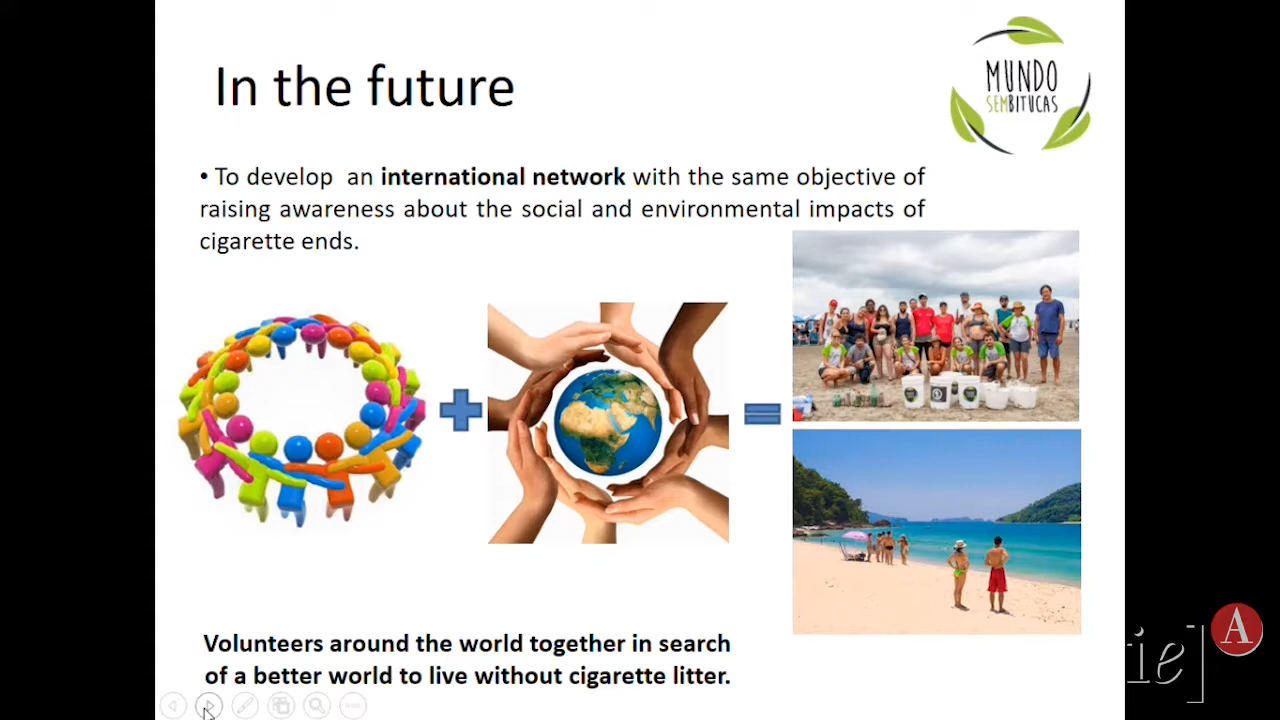 In the future
MUNDO
SEMBITUCAS
• To develop an international network with the same objective of
raising awareness about the social and environmental impacts of
cigarette ends.
Volunteers around the world together in search
of a better world to live without cigarette litter.
ie]
A